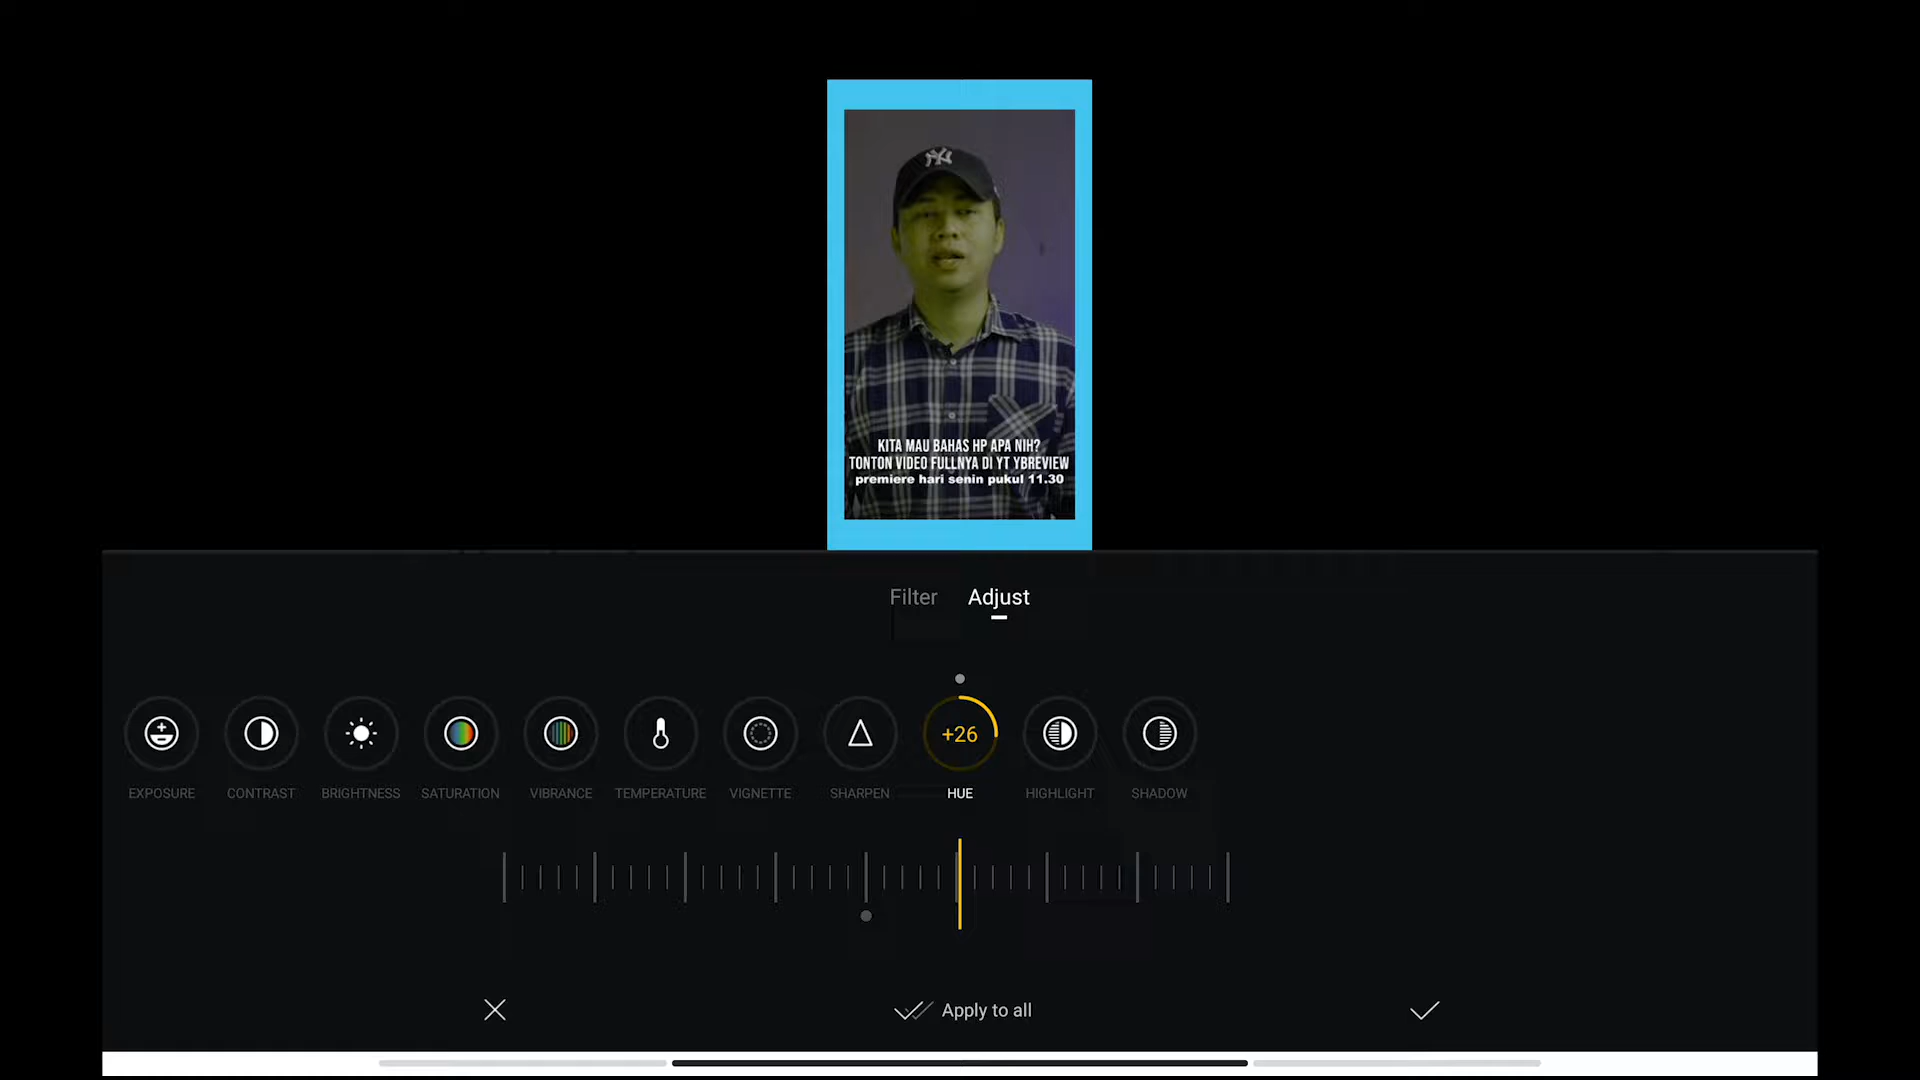 NY
KITA MAU BAHAS HP APA NIH?
TONTON VIDEO FULLNYA DI YT YBREVIEW
premiere hari senin pukul 11.30
Filter Adjust
+26
EXPOSURE CONTRAST BRIGHTNESS SATURATION VIBRANCE TEMPERATURE VIGNETTE SHARPEN HUE HIGHLIGHT SHADOW
Apply to all